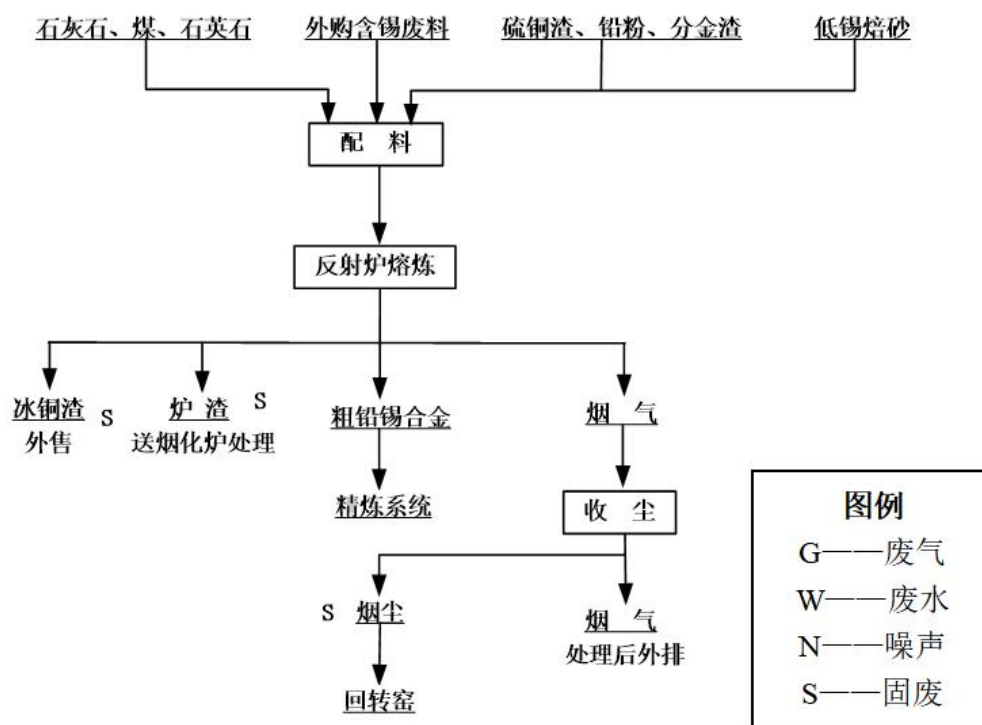 石灰石、煤、石英石
外购含锡废料
硫铜渣、铅粉、分金渣
低锡焙砂
配 料
反射炉熔炼
冰铜渣 S
外售
炉 渣 S
送烟化炉处理
粗铅锡合金
烟 气
精炼系统
收 尘
S 烟尘
烟 气
处理后外排
回转窑
图例
G——废气
W——废水
N——噪声
S——固废